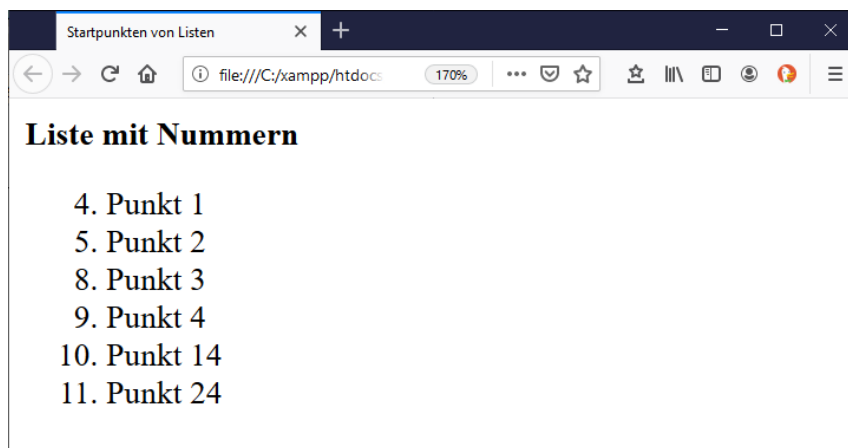 Startpunkten von Listen
file:///C:/xampp/htdocs
170%
Liste mit Nummern
4. Punkt 1
5. Punkt 2
8. Punkt 3
9. Punkt 4
10. Punkt 14
11. Punkt 24